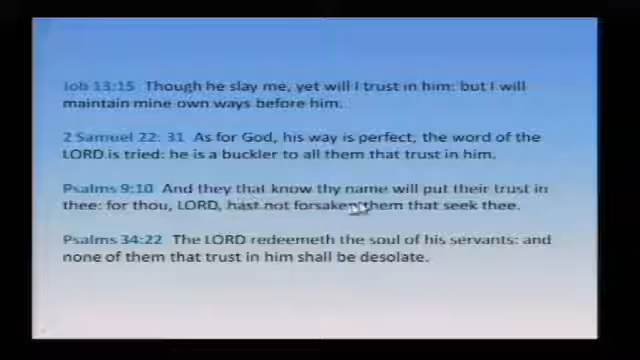 Job 13:15 Though he slay me, yet will I trust in him: but I will
maintain mine own ways before him.
2 Samuel 22: 31 As for God, his way is perfect; the word of the
LORD is tried: he is a buckler to all them that trust in him.
Psalms 9:10 And they that know thy name will put their trust in
thee: for thou, LORD, hast not forsaken them that seek thee.
Psalms 34:22 The LORD redeemeth the soul of his servants: and
none of them that trust in him shall be desolate.